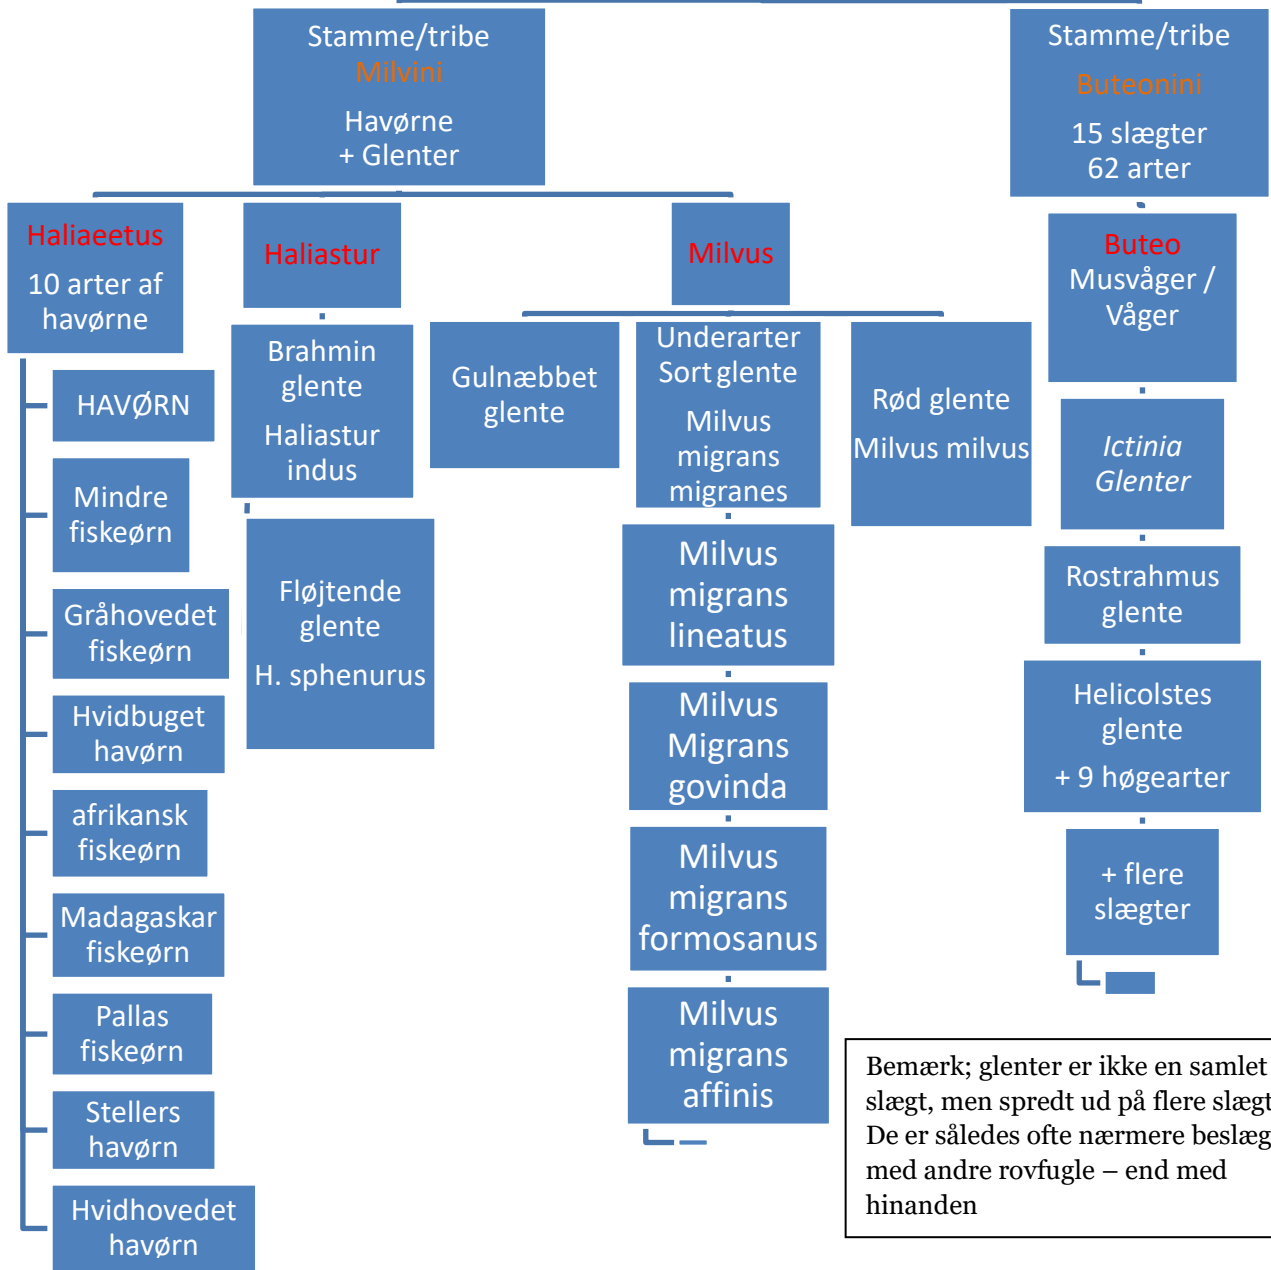 Stamme/tribe
Milvini
Havørne
+ Glenter
Stamme/tribe
Buteonini
15 slægter
62 arter
Haliaeetus
10 arter af
havørne
HAVØRN
Mindre
fiskeørn
Gråhovedet
fiskeørn
Hvidbuget
havørn
afrikansk
fiskeørn
Madagaskar
fiskeørn
Pallas
fiskeørn
Stellers
havørn
Hvidhovedet
havørn
Haliastur
Brahmin
glente
Haliastur
indus
Fløjtende
glente
H. sphenurus
Milvus
Gulnæbbet
glente
Underarter
Sort glente
Milvus
migrans
migranes
Milvus
migrans
lineatus
Milvus
Migrans
govinda
Milvus
migrans
formosanus
Milvus
migrans
affinis
Rød glente
Milvus milvus
Buteo
Musvåger /
Våger
Ictinia
Glenter
Rostrahmus
glente
Helicolstes
glente
+ 9 høgearter
+ flere
slægter
Bemærk; glenter er ikke en samlet
slægt, men spredt ud på flere slægt
De er således ofte nærmere beslæg
med andre rovfugle – end med
hinanden